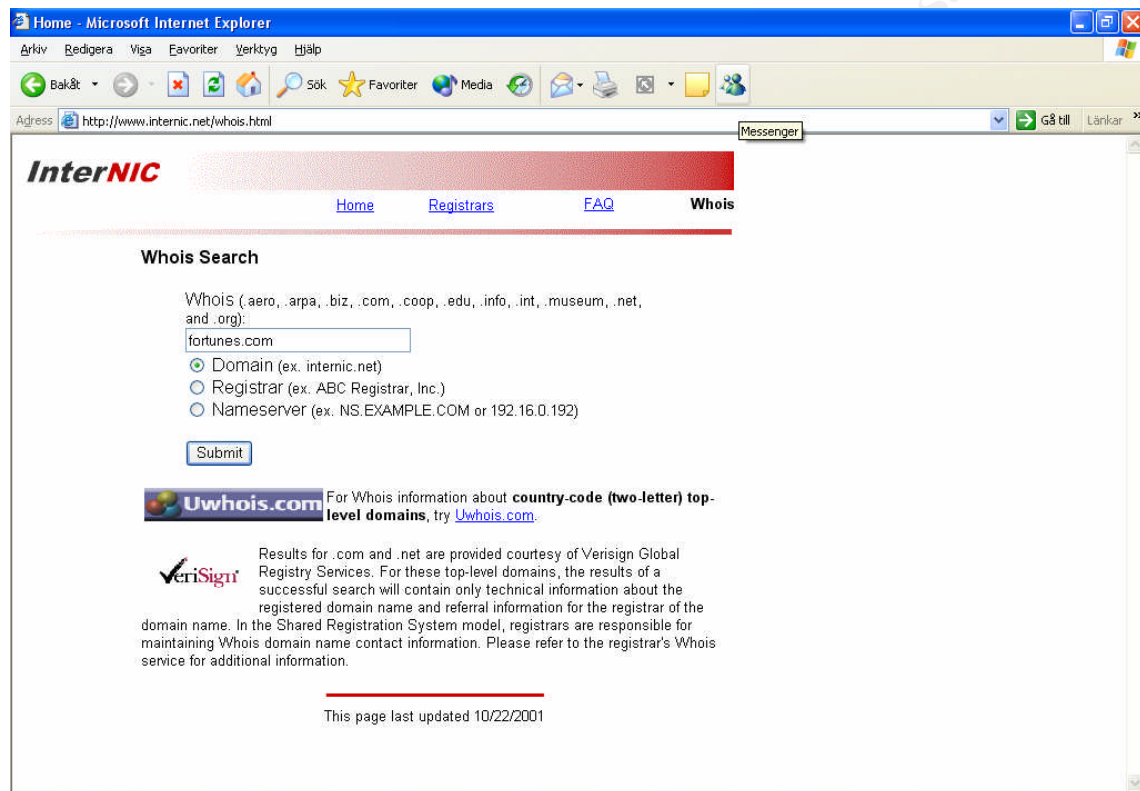 Home - Microsoft Internet Explorer
Arkiv Redigera Visa Favoriter Verktyg Hjälp
Bakåt Sök Favoriter Media
Adress http://www.internic.net/whois.html Gå till Länkar »
Messenger
InterNIC
Home Registrars FAQ Whois
Whois Search
Whois (.aero, .arpa, .biz, .com, .coop, .edu, .info, .int, .museum, .net,
and .org):
fortunes.com
Domain (ex. internic.net)
Registrar (ex. ABC Registrar, Inc.)
Nameserver (ex. NS.EXAMPLE.COM or 192.16.0.192)
Submit
Uwhois.com For Whois information about country-code (two-letter) top-
level domains, try Uwhois.com.
VeriSign
Results for .com and .net are provided courtesy of Verisign Global
Registry Services. For these top-level domains, the results of a
successful search will contain only technical information about the
registered domain name and referral information for the registrar of the
domain name. In the Shared Registration System model, registrars are responsible for
maintaining Whois domain name contact information. Please refer to the registrar's Whois
service for additional information.
This page last updated 10/22/2001